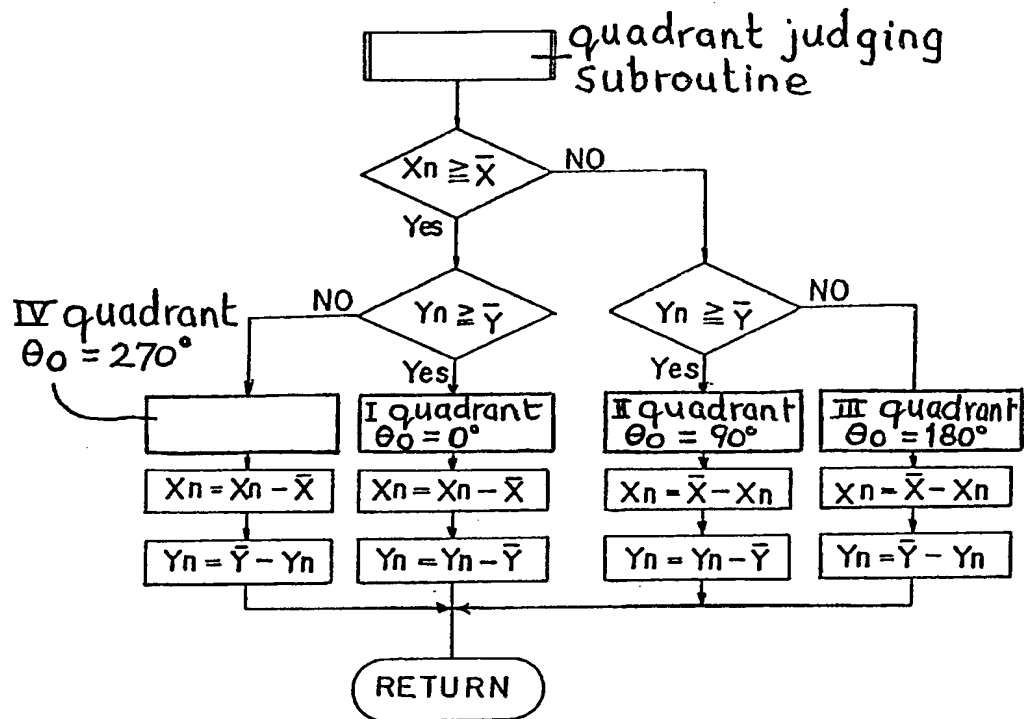 quadrant judging
Subroutine
Xn ≧ X̄
NO
Yes
Yn ≧ Ȳ
NO
Yes
Yn ≧ Ȳ
NO
Yes
IV quadrant
θo = 270°
I quadrant
θo = 0°
II quadrant
θo = 90°
III quadrant
θo = 180°
Xn = Xn - X̄
Xn = Xn - X̄
Xn = X̄ - Xn
Xn = X̄ - Xn
Yn = Ȳ - Yn
Yn = Yn - Ȳ
Yn = Yn - Ȳ
Yn = Ȳ - Yn
RETURN